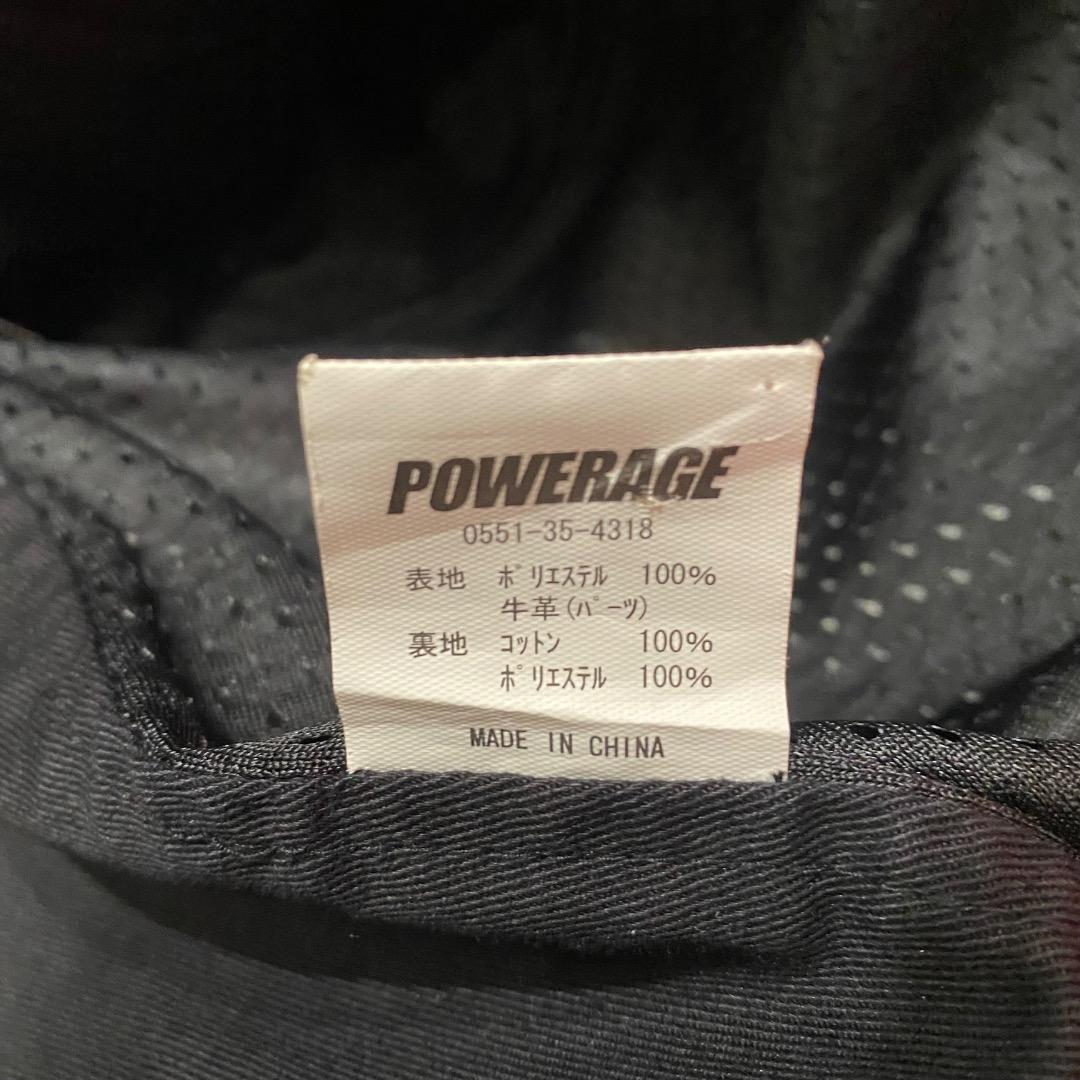 POWERAGE
0551-35-4318
表地 ﾎﾟﾘｴｽﾃﾙ 100%
牛革(ﾊﾟｰﾂ)
裏地 ｺｯﾄﾝ 100%
ﾎﾟﾘｴｽﾃﾙ 100%
MADE IN CHINA